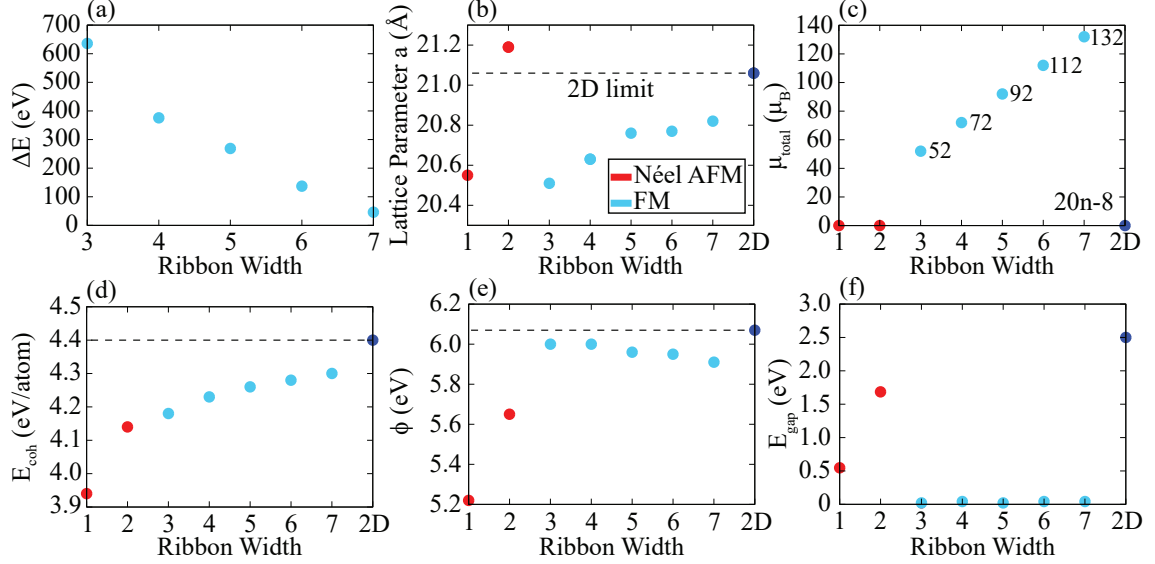 (a)
700
600
500
400
300
200
100
0
ΔE (eV)
3 4 5 6 7
Ribbon Width
(b)
21.2
21.0
20.8
20.6
20.4
Lattice Parameter a (Å)
2D limit
Néel AFM
FM
1 2 3 4 5 6 7 2D
Ribbon Width
(c)
140
120
100
80
60
40
20
0
μtotal (μB)
132
112
92
72
52
20n-8
1 2 3 4 5 6 7 2D
Ribbon Width
(d)
4.5
4.4
4.3
4.2
4.1
4.0
3.9
Ecoh (eV/atom)
1 2 3 4 5 6 7 2D
Ribbon Width
(e)
6.2
6.0
5.8
5.6
5.4
5.2
ϕ (eV)
1 2 3 4 5 6 7 2D
Ribbon Width
(f)
3.0
2.5
2.0
1.5
1.0
0.5
0
Egap (eV)
1 2 3 4 5 6 7 2D
Ribbon Width